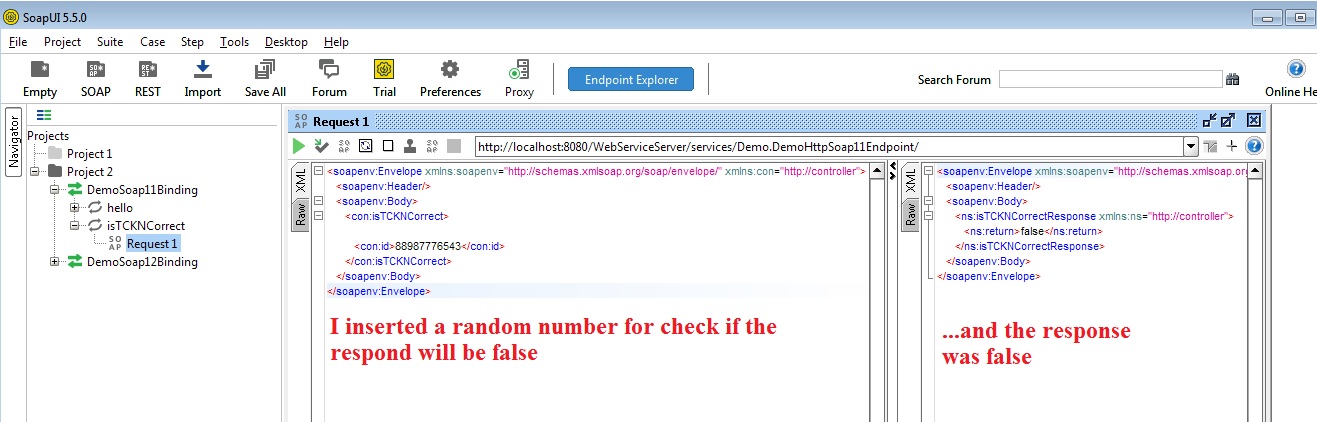 SoapUI 5.5.0
File Project Suite Case Step Tools Desktop Help
Empty SOAP REST Import Save All Forum Trial Preferences Proxy Endpoint Explorer Search Forum Online He
Navigator
Projects
Project 1
Project 2
DemoSoap11Binding
hello
isTCKNCorrect
SOAP Request 1
DemoSoap12Binding
SOAP Request 1
http://localhost:8080/WebServiceServer/services/Demo.DemoHttpSoap11Endpoint/
XML
Raw
<soapenv:Envelope xmlns:soapenv="http://schemas.xmlsoap.org/soap/envelope/" xmlns:con="http://controller">
<soapenv:Header/>
<soapenv:Body>
<con:isTCKNCorrect>
<con:id>88987776543</con:id>
</con:isTCKNCorrect>
</soapenv:Body>
</soapenv:Envelope>
I inserted a random number for check if the
respond will be false
XML
Raw
<soapenv:Envelope xmlns:soapenv="http://schemas.xmlsoap.org
<soapenv:Header/>
<soapenv:Body>
<ns:isTCKNCorrectResponse xmlns:ns="http://controller">
<ns:return>false</ns:return>
</ns:isTCKNCorrectResponse>
</soapenv:Body>
</soapenv:Envelope>
...and the response
was false